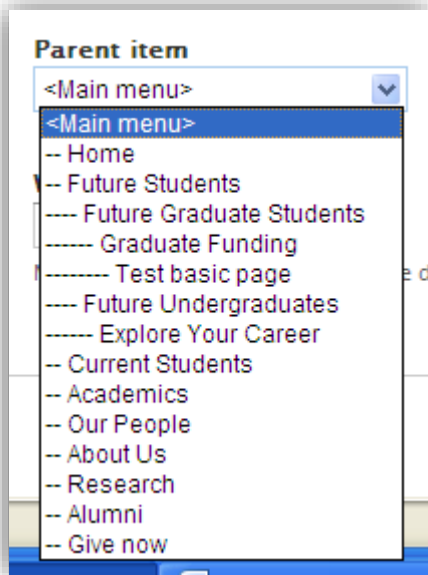 Parent item
<Main menu>
<Main menu>
-- Home
-- Future Students
---- Future Graduate Students
------ Graduate Funding
-------- Test basic page
---- Future Undergraduates
------ Explore Your Career
-- Current Students
-- Academics
-- Our People
-- About Us
-- Research
-- Alumni
-- Give now